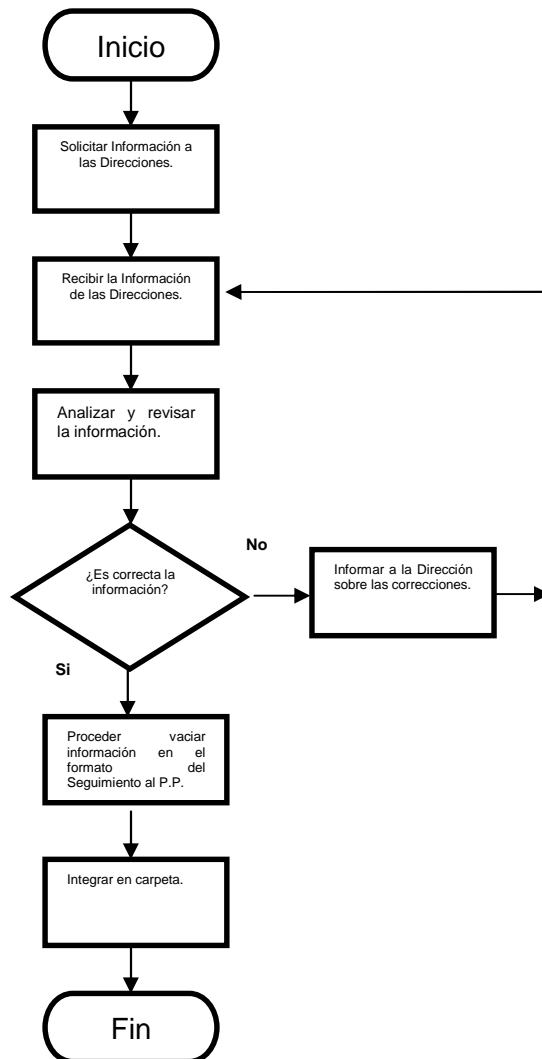 Inicio
Solicitar Información a
las Direcciones.
Recibir la Información
de las Direcciones.
Analizar y revisar
la información.
¿Es correcta la
información?
No
Informar a la Dirección
sobre las correcciones.
Si
Proceder vaciar
información en el
formato del
Seguimiento al P.P.
Integrar en carpeta.
Fin